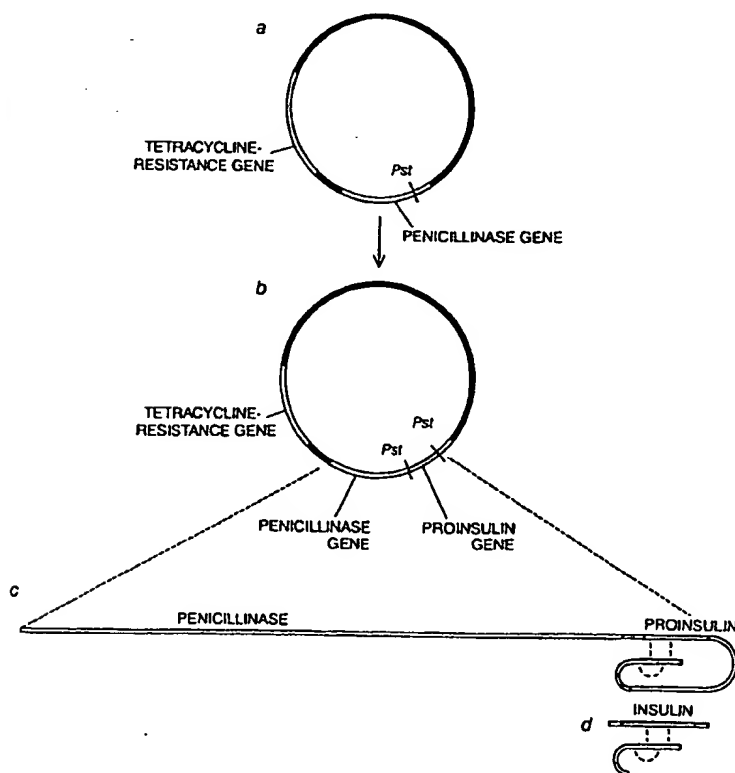 a
TETRACYCLINE-
RESISTANCE GENE
Pst
PENICILLINASE GENE
b
TETRACYCLINE-
RESISTANCE GENE
Pst
Pst
PENICILLINASE
GENE
PROINSULIN
GENE
c
PENICILLINASE
PROINSULIN
INSULIN
d